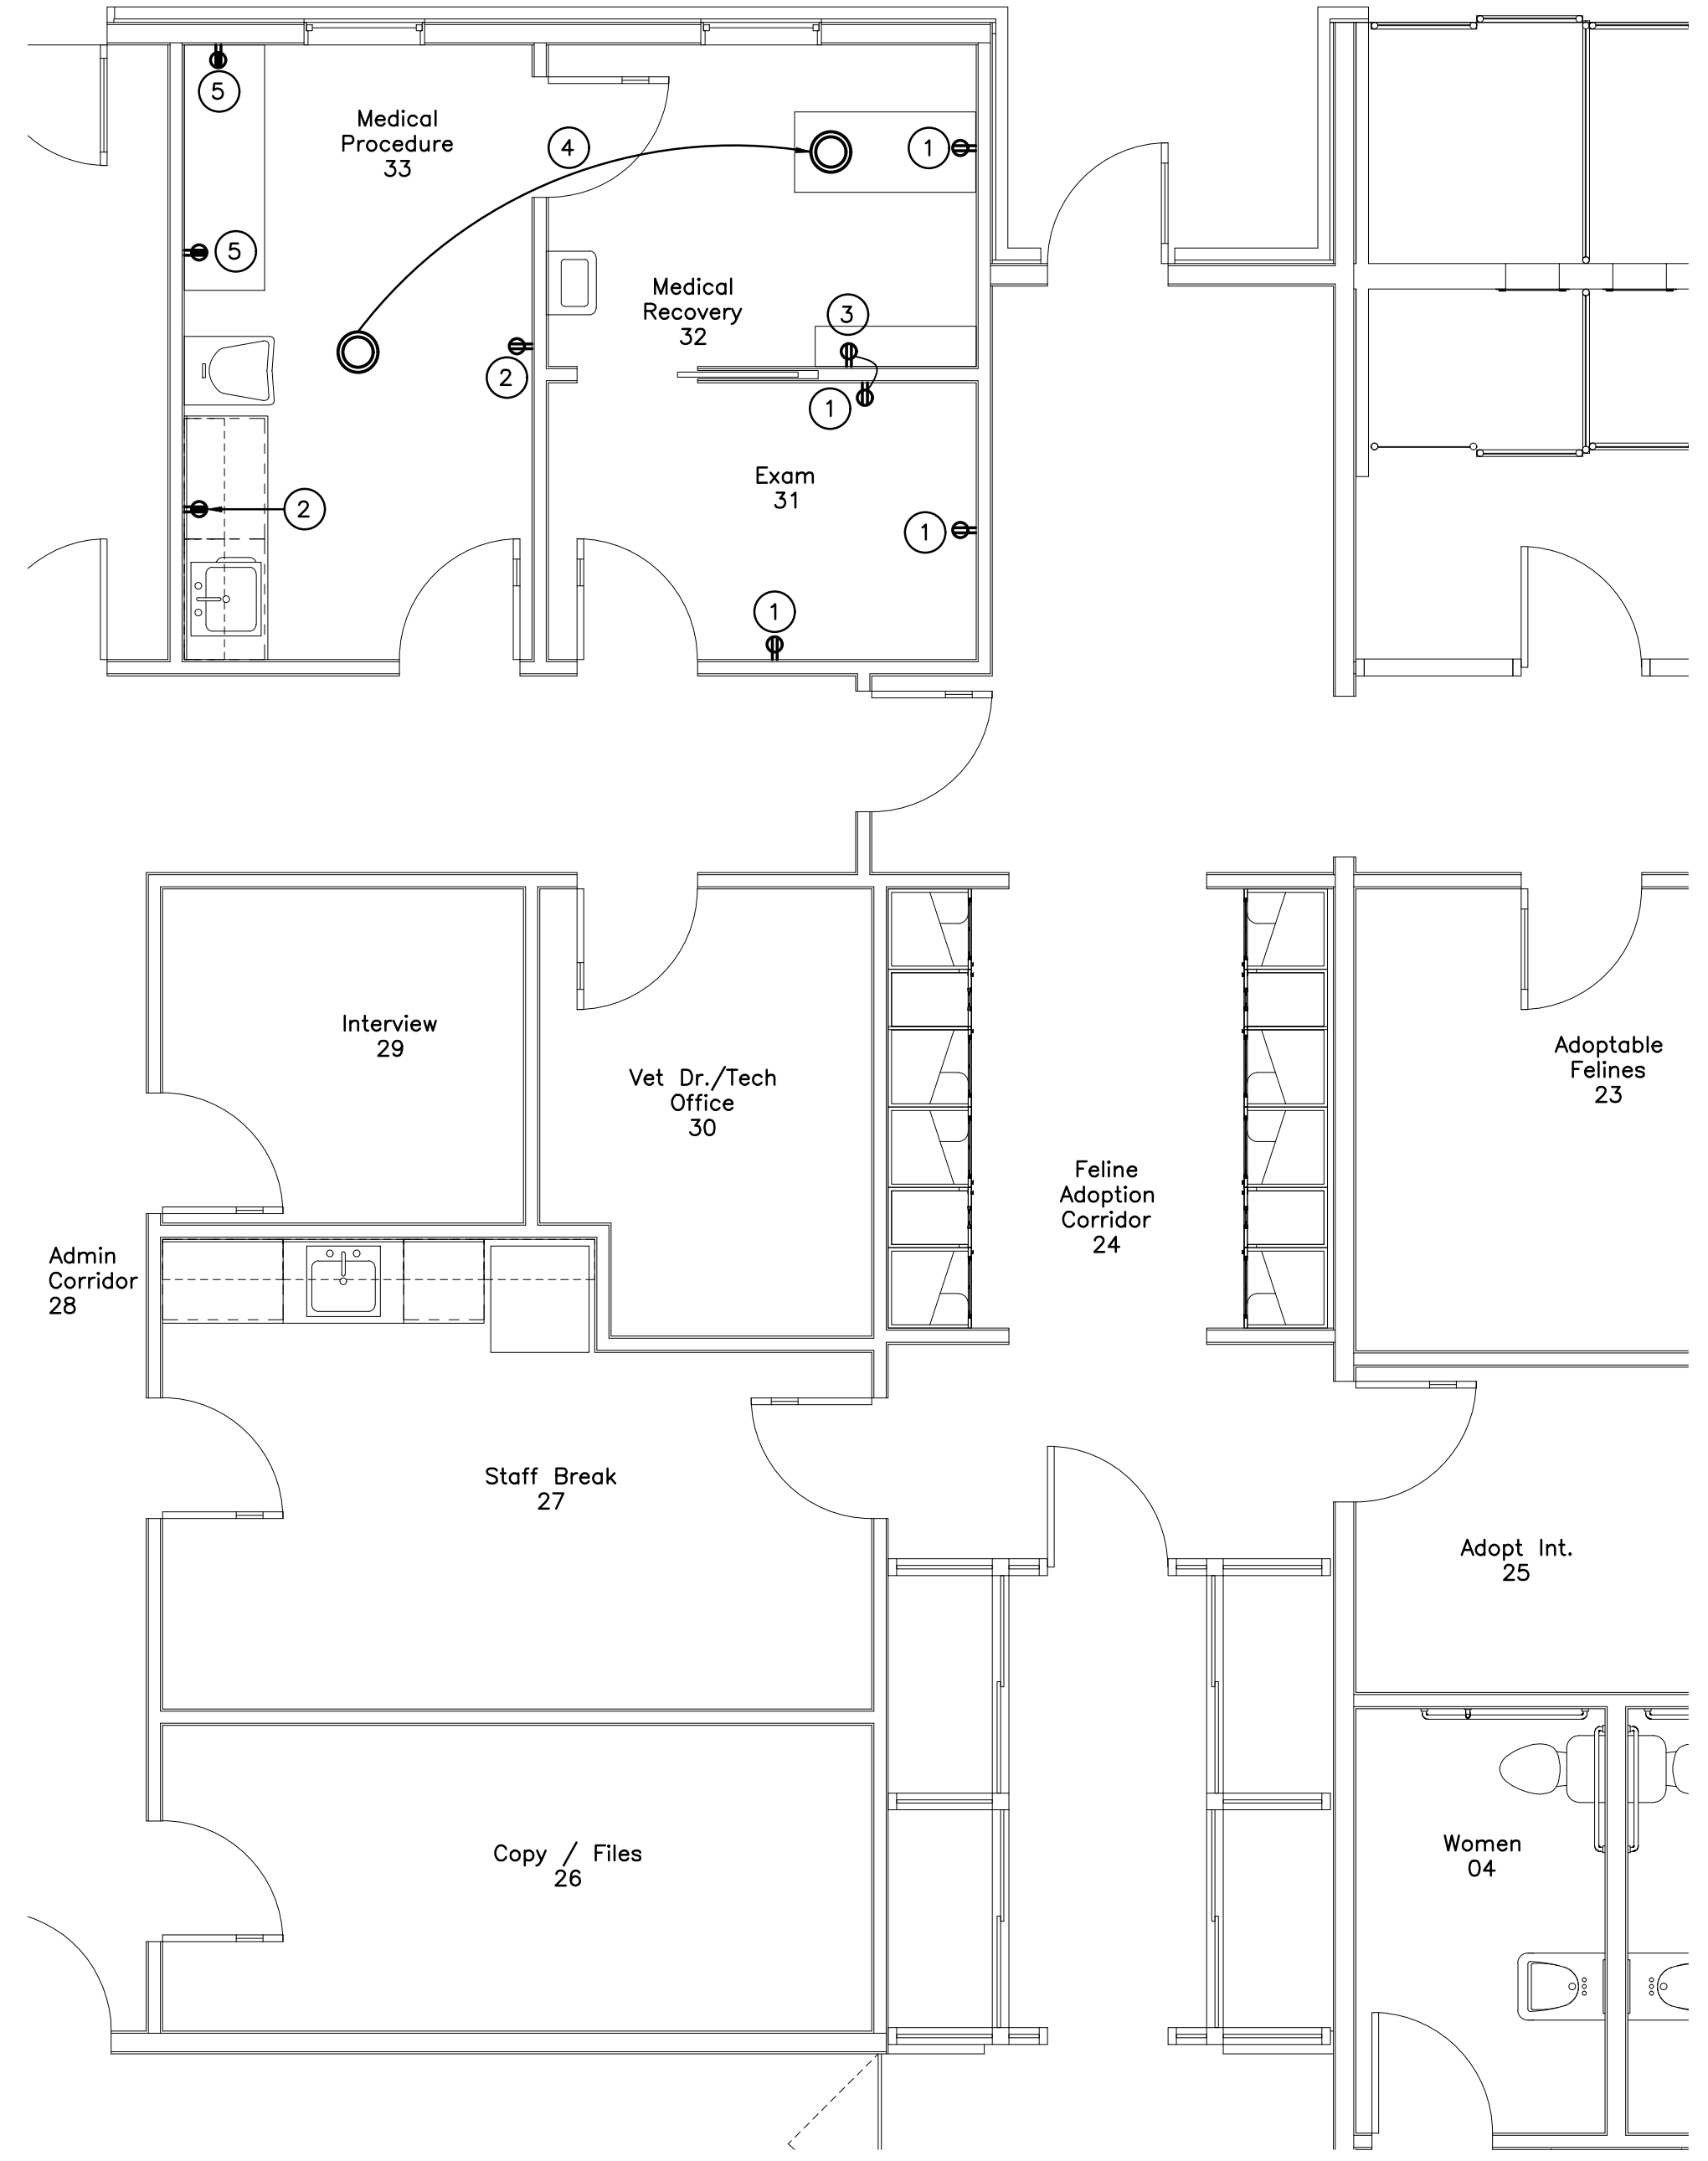 5
Medical
Procedure
33
4
1
5
Medical
Recovery
32
3
2
1
Exam
31
2
1
1
Interview
29
Vet Dr./Tech
Office
30
Adoptable
Felines
23
Feline
Adoption
Corridor
24
Admin
Corridor
28
Staff Break
27
Adopt Int.
25
Copy / Files
26
Women
04